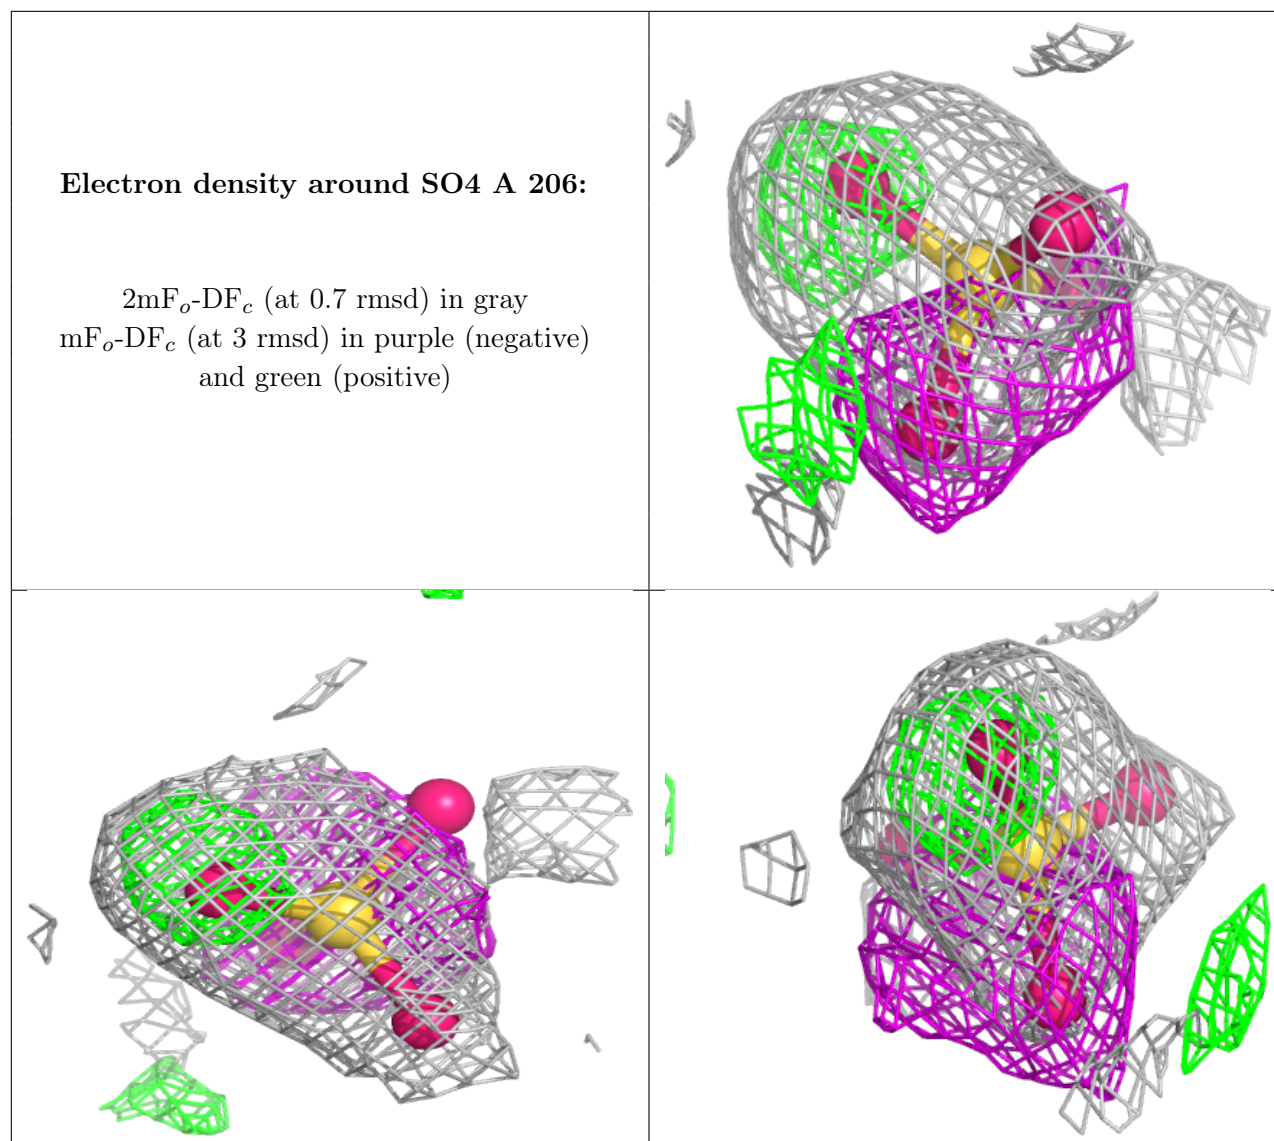 Electron density around SO4 A 206:
2mFo-DFc (at 0.7 rmsd) in gray
mFo-DFc (at 3 rmsd) in purple (negative)
and green (positive)